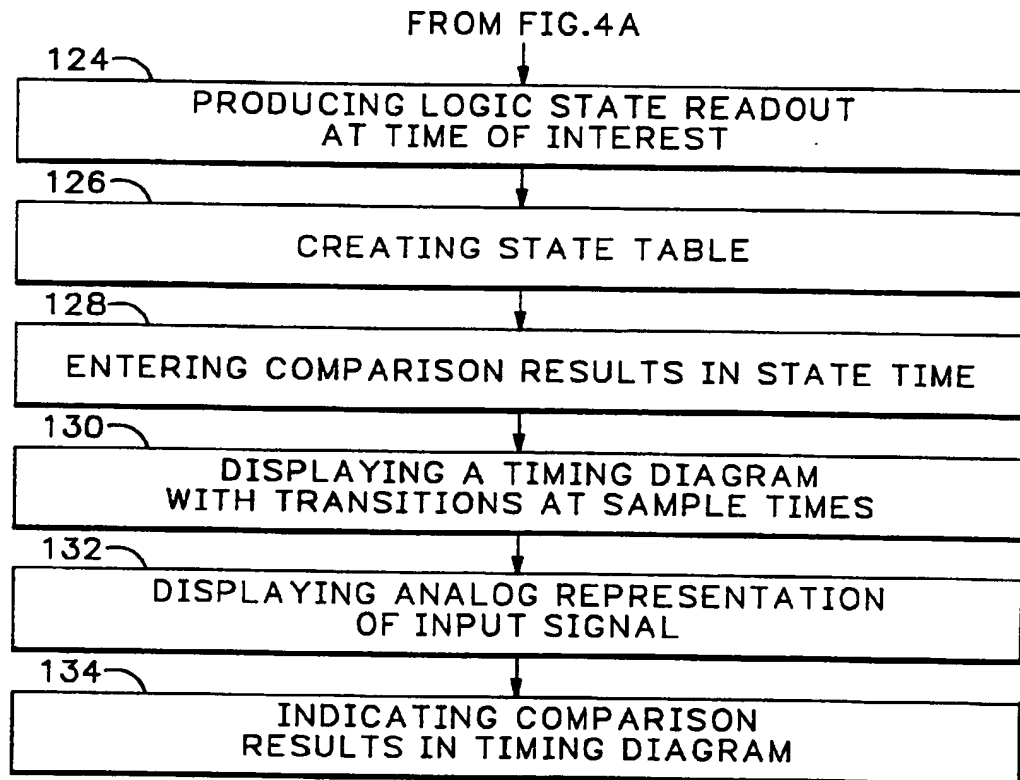 FROM FIG.4A
124
PRODUCING LOGIC STATE READOUT
AT TIME OF INTEREST
126
CREATING STATE TABLE
128
ENTERING COMPARISON RESULTS IN STATE TIME
130
DISPLAYING A TIMING DIAGRAM
WITH TRANSITIONS AT SAMPLE TIMES
132
DISPLAYING ANALOG REPRESENTATION
OF INPUT SIGNAL
134
INDICATING COMPARISON
RESULTS IN TIMING DIAGRAM